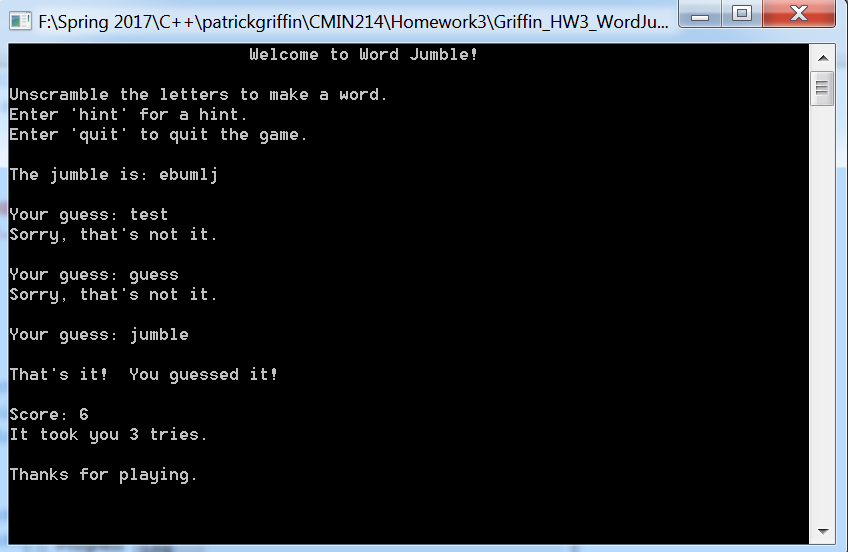 F:\Spring 2017\C++\patrickgriffin\CMIN214\Homework3\Griffin_HW3_WordJu...
Welcome to Word Jumble!
Unscramble the letters to make a word.
Enter 'hint' for a hint.
Enter 'quit' to quit the game.
The jumble is: ebumlj
Your guess: test
Sorry, that's not it.
Your guess: guess
Sorry, that's not it.
Your guess: jumble
That's it!  You guessed it!
Score: 6
It took you 3 tries.
Thanks for playing.